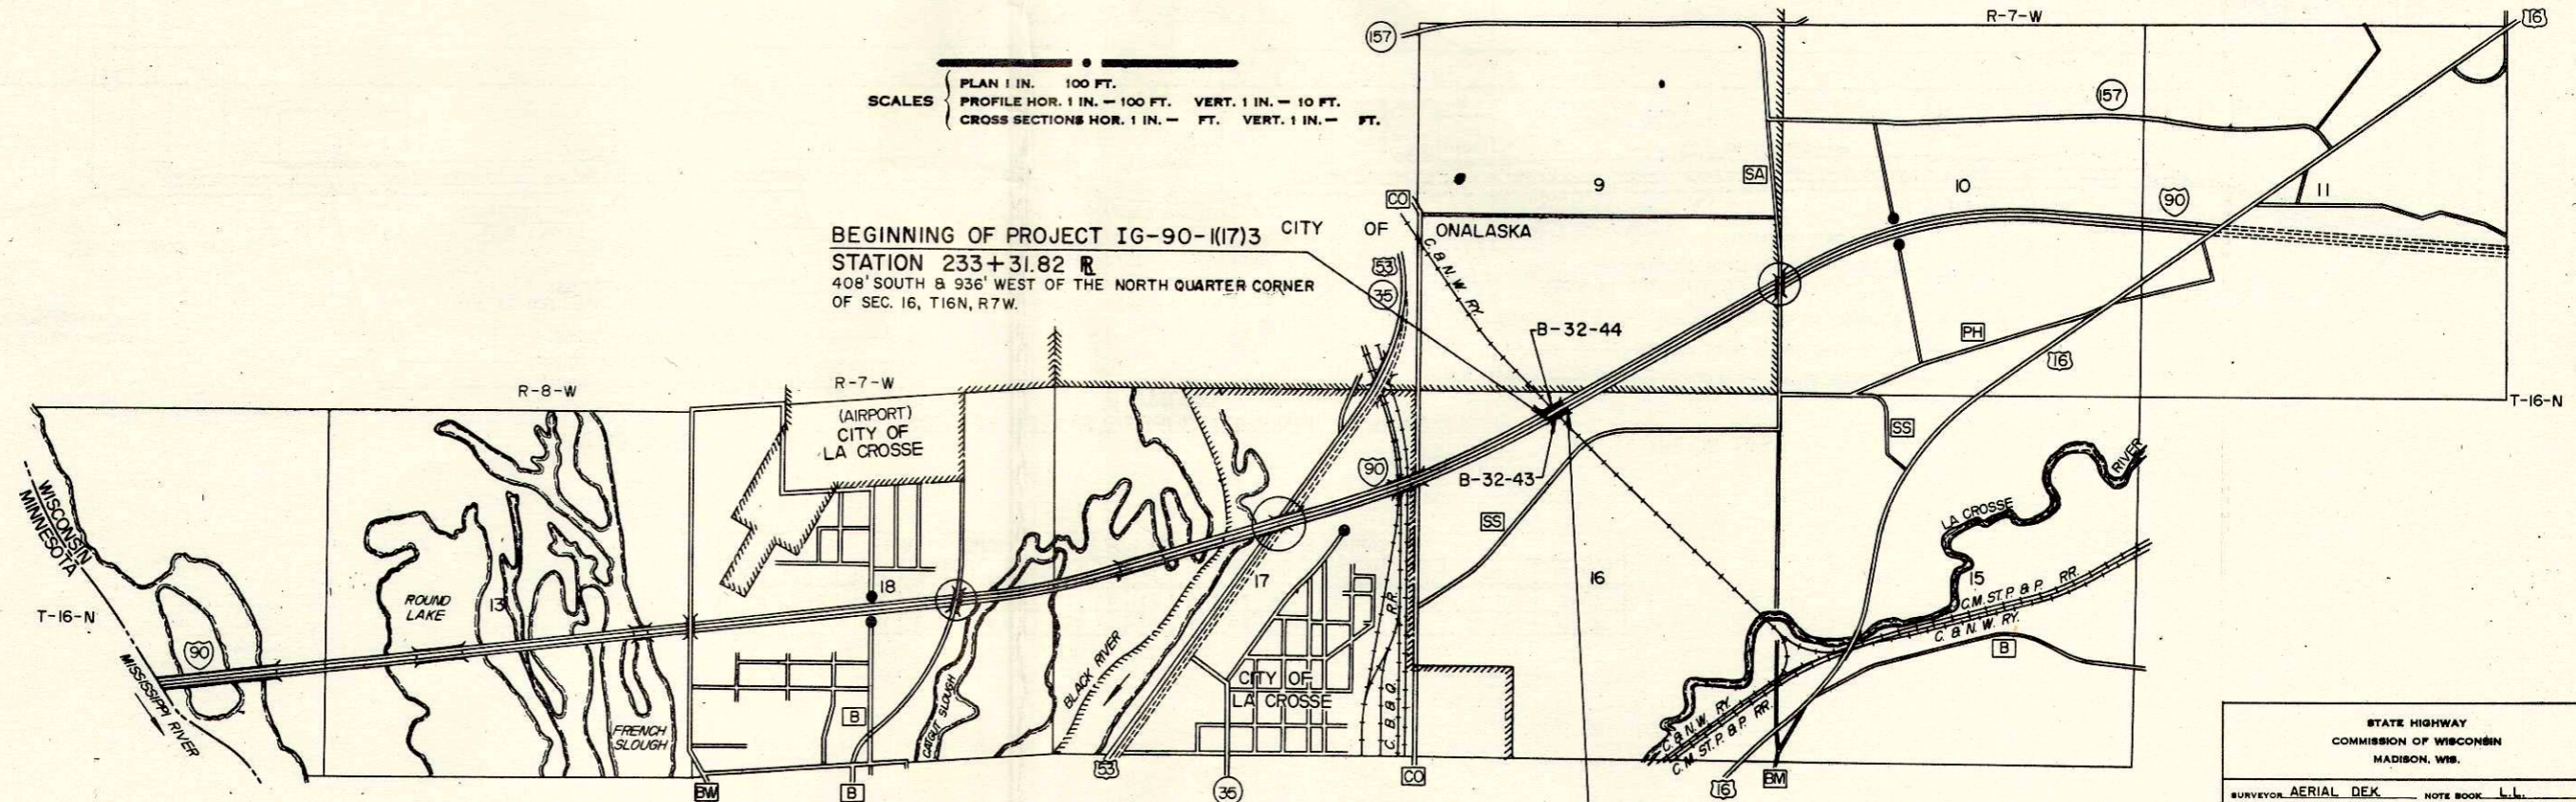 R-7-W
16
157
PLAN 1 IN. 100 FT.
SCALES
PROFILE HOR. 1 IN. — 100 FT. VERT. 1 IN. — 10 FT.
CROSS SECTIONS HOR. 1 IN. — FT. VERT. 1 IN. — FT.
157
SA
9
10
11
CO
90
BEGINNING OF PROJECT IG-90-1(17)3
CITY OF ONALASKA
STATION 233+31.82
408' SOUTH & 936' WEST OF THE NORTH QUARTER CORNER
OF SEC. 16, T16N, R7W.
53
35
C. & N. W. RY.
B-32-44
PH
16
R-8-W
R-7-W
T-16-N
(AIRPORT)
CITY OF
LA CROSSE
SS
90
B-32-43
SS
RIVER
LA CROSSE
WISCONSIN
MINNESOTA
ROUND
LAKE
13
18
17
16
15
T-16-N
R.R.
C.M. ST. P. & P. RR.
C. & N. W. RY.
B
90
MISSISSIPPI RIVER
FRENCH
SLOUGH
B
CATGUT SLOUGH
BLACK RIVER
CITY OF
LA CROSSE
C. B. & Q.
C. & N. W. RY.
C. M. ST. P. & P. RR.
BW
B
53
35
CO
16
BM
STATE HIGHWAY
COMMISSION OF WISCONSIN
MADISON, WIS.
SURVEYOR AERIAL DEK NOTE BOOK L.L.